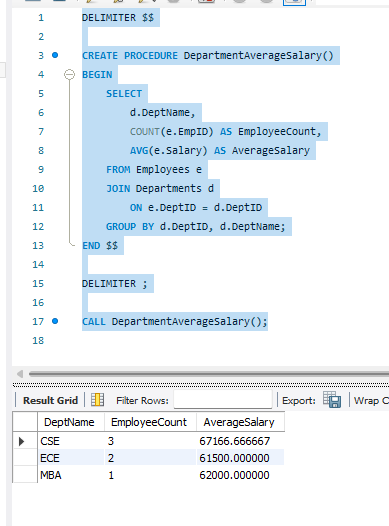 1 DELIMITER $$
2
3 CREATE PROCEDURE DepartmentAverageSalary()
4 BEGIN
5 SELECT
6 d.DeptName,
7 COUNT(e.EmpID) AS EmployeeCount,
8 AVG(e.Salary) AS AverageSalary
9 FROM Employees e
10 JOIN Departments d
11 ON e.DeptID = d.DeptID
12 GROUP BY d.DeptID, d.DeptName;
13 END $$
14
15 DELIMITER ;
16
17 CALL DepartmentAverageSalary();
18
Result Grid Filter Rows: Export: Wrap C
DeptName EmployeeCount AverageSalary
CSE 3 67166.666667
ECE 2 61500.000000
MBA 1 62000.000000